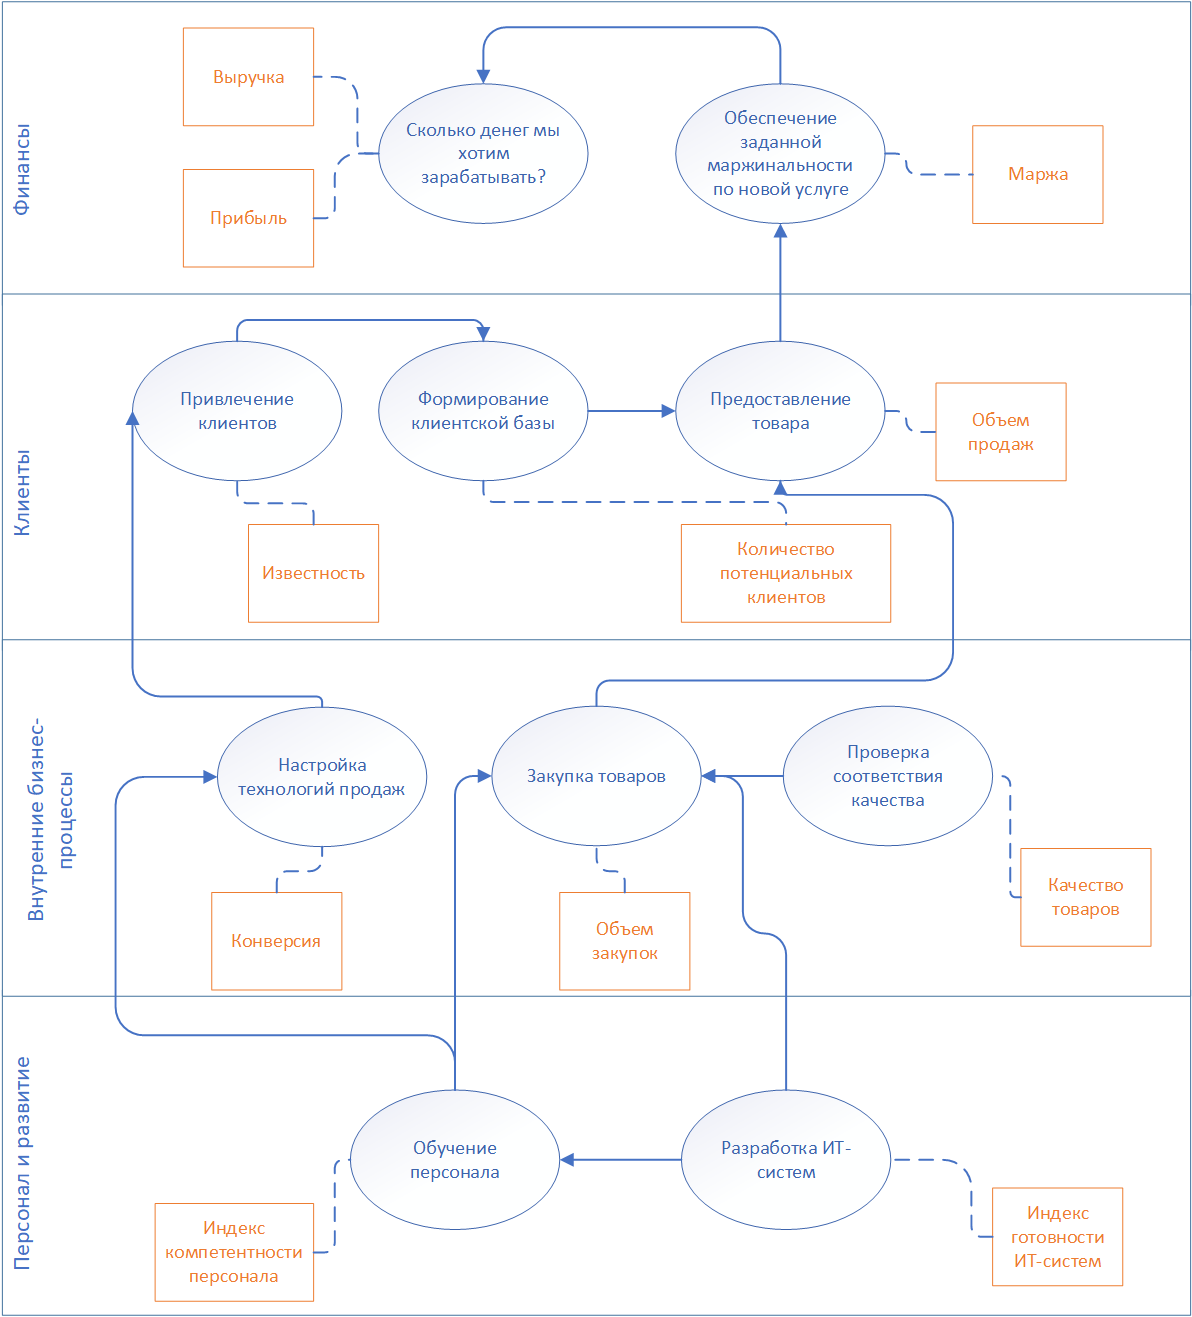 Финансы
Выручка
Прибыль
Сколько денег мы
хотим
зарабатывать?
Обеспечение
заданной
маржинальности
по новой услуге
Маржа
Клиенты
Привлечение
клиентов
Формирование
клиентской базы
Предоставление
товара
Объем
продаж
Известность
Количество
потенциальных
клиентов
Внутренние бизнес-
процессы
Настройка
технологий продаж
Закупка товаров
Проверка
соответствия
качества
Конверсия
Объем
закупок
Качество
товаров
Персонал и развитие
Обучение
персонала
Разработка ИТ-
систем
Индекс
компетентности
персонала
Индекс
готовности
ИТ-систем